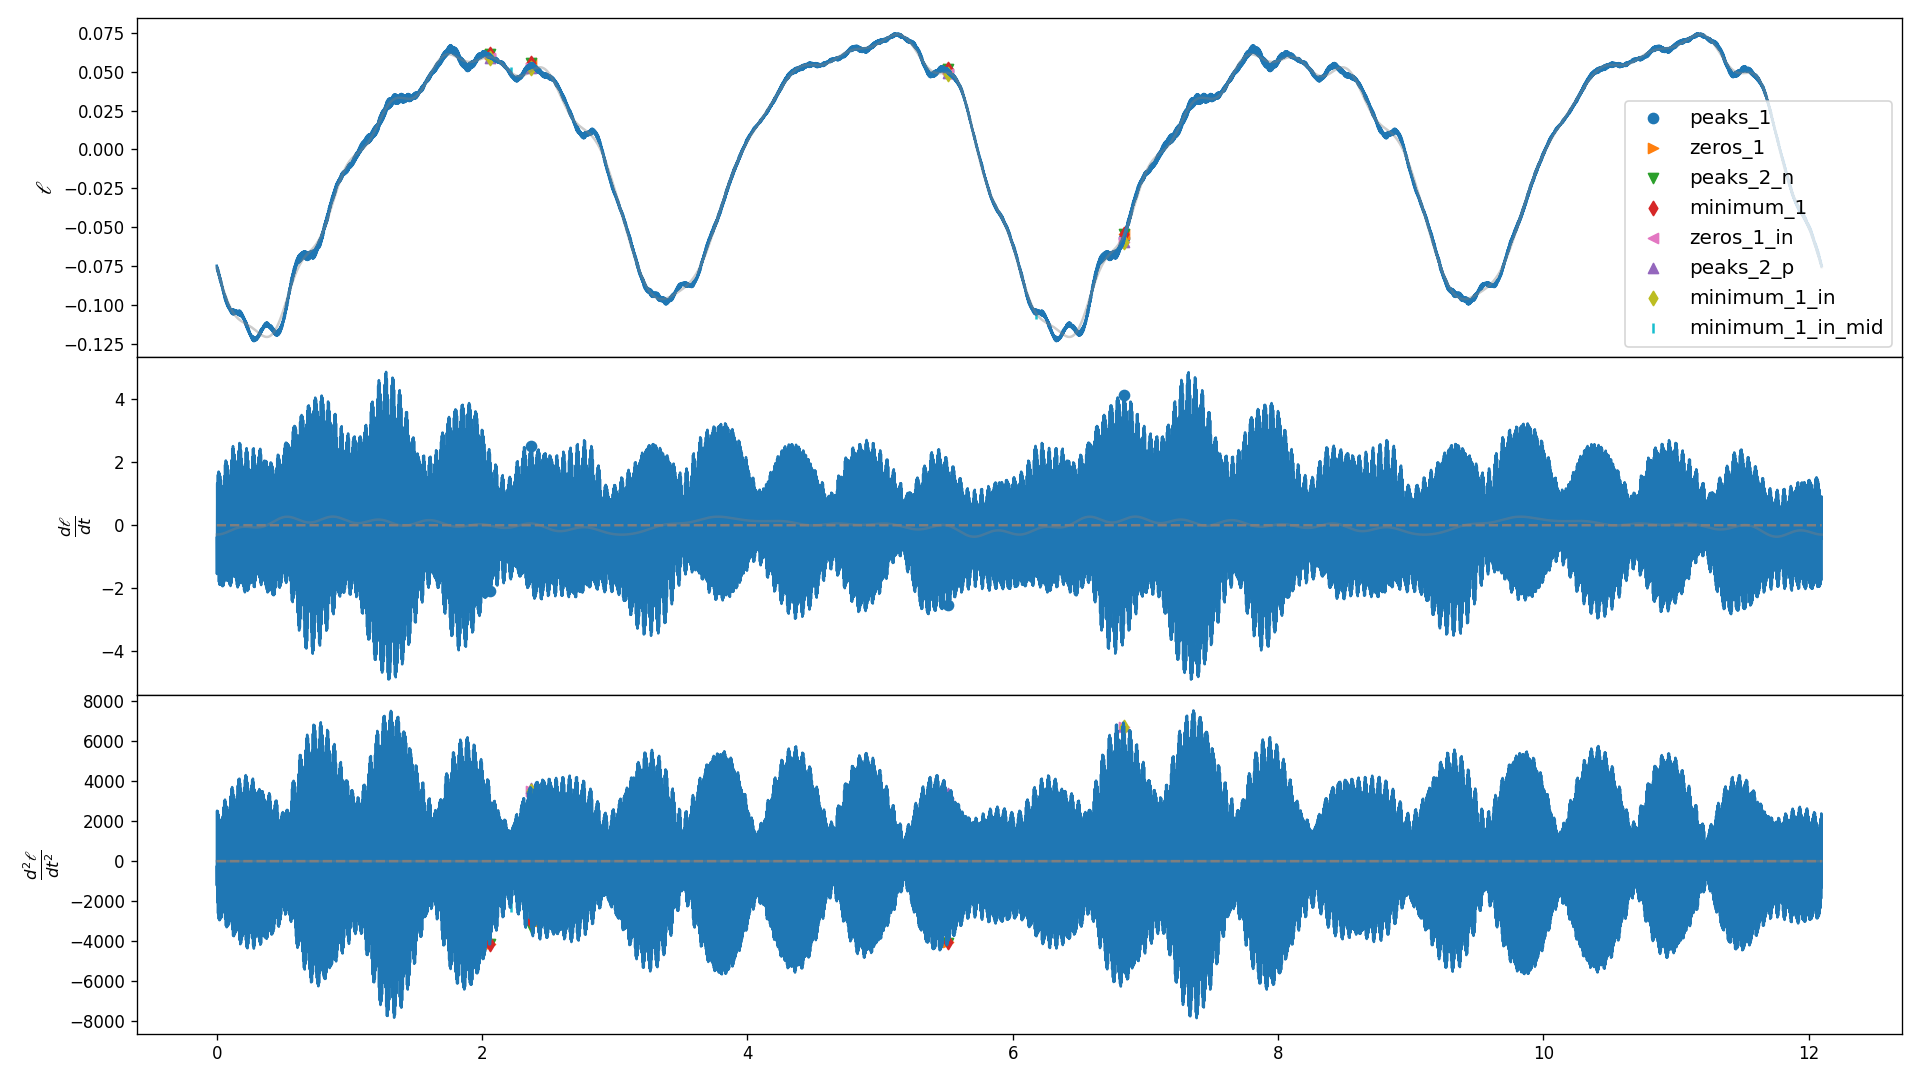 0.075
0.050
0.025
0.000
−0.025
−0.050
−0.075
−0.100
−0.125
ℓ
peaks_1
zeros_1
peaks_2_n
minimum_1
zeros_1_in
peaks_2_p
minimum_1_in
minimum_1_in_mid
4
2
0
−2
−4
dℓ
dt
8000
6000
4000
2000
0
−2000
−4000
−6000
−8000
d²ℓ
dt²
0 2 4 6 8 10 12